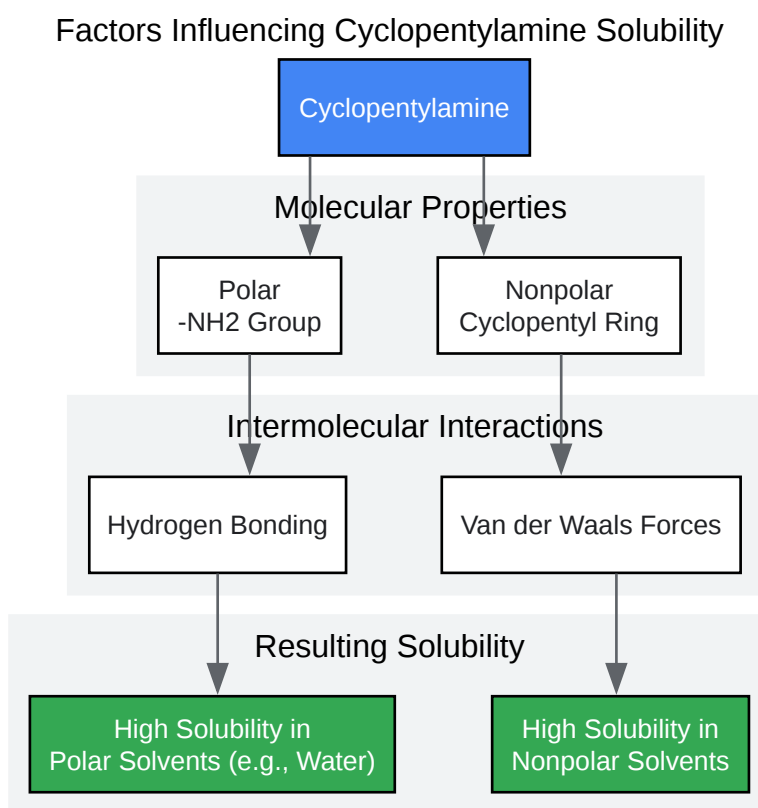 Factors Influencing Cyclopentylamine Solubility
Cyclopentylamine
Molecular Properties
Polar
-NH2 Group
Nonpolar
Cyclopentyl Ring
Intermolecular Interactions
Hydrogen Bonding
Van der Waals Forces
Resulting Solubility
High Solubility in
Polar Solvents (e.g., Water)
High Solubility in
Nonpolar Solvents